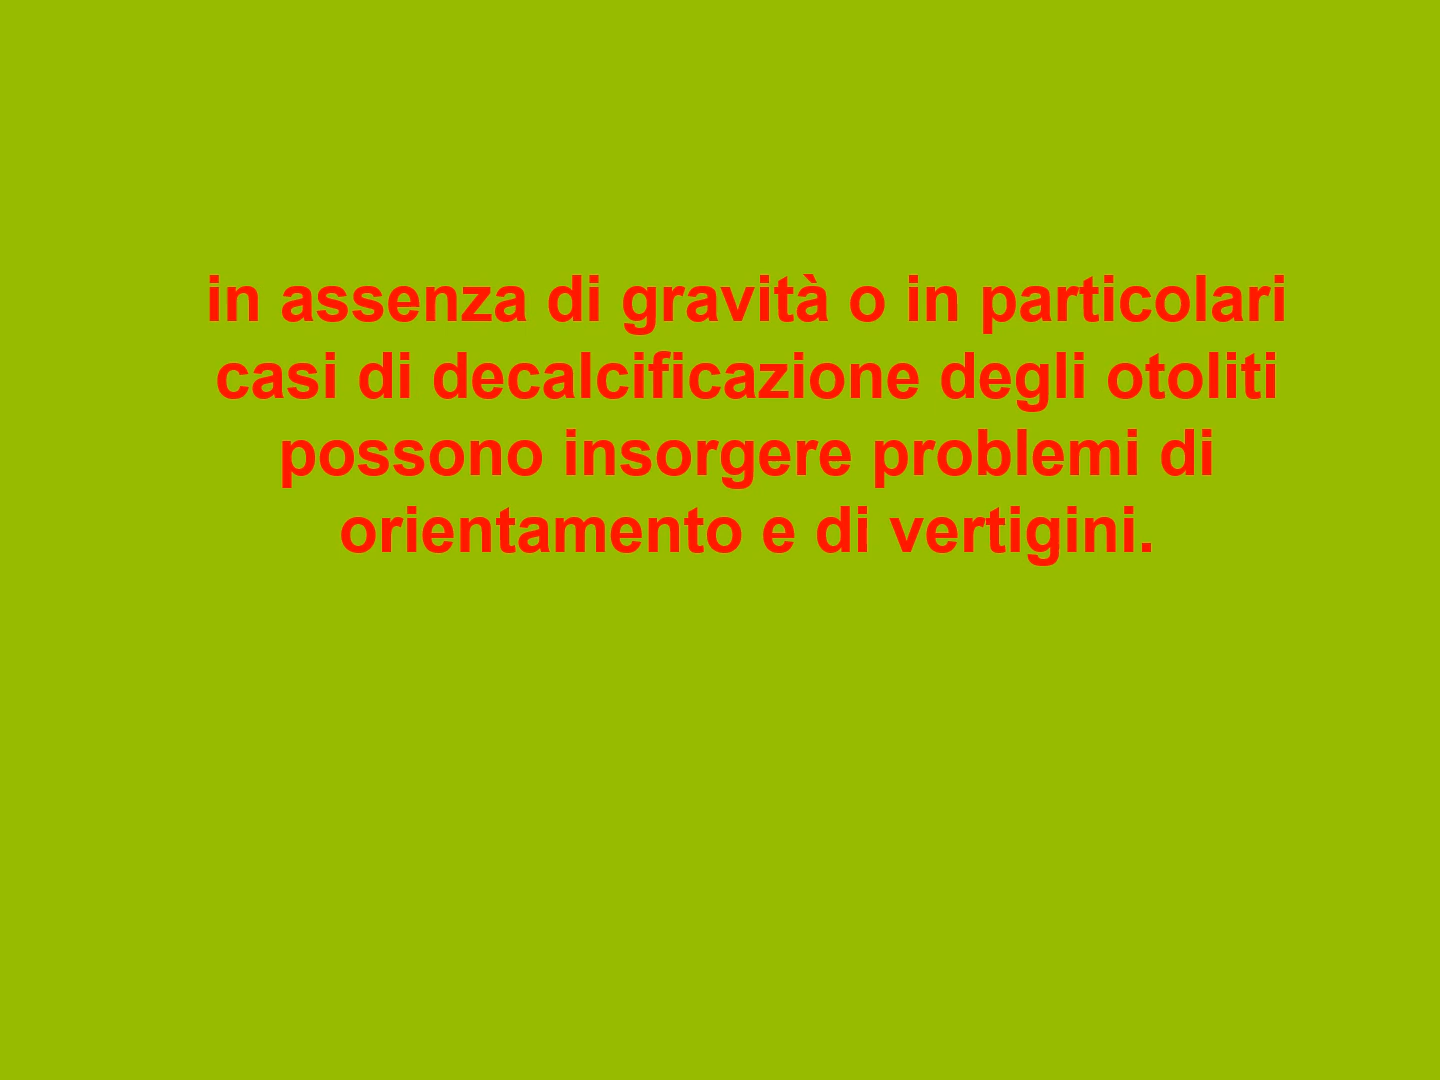 in assenza di gravità o in particolari
casi di decalcificazione degli otoliti
possono insorgere problemi di
orientamento e di vertigini.